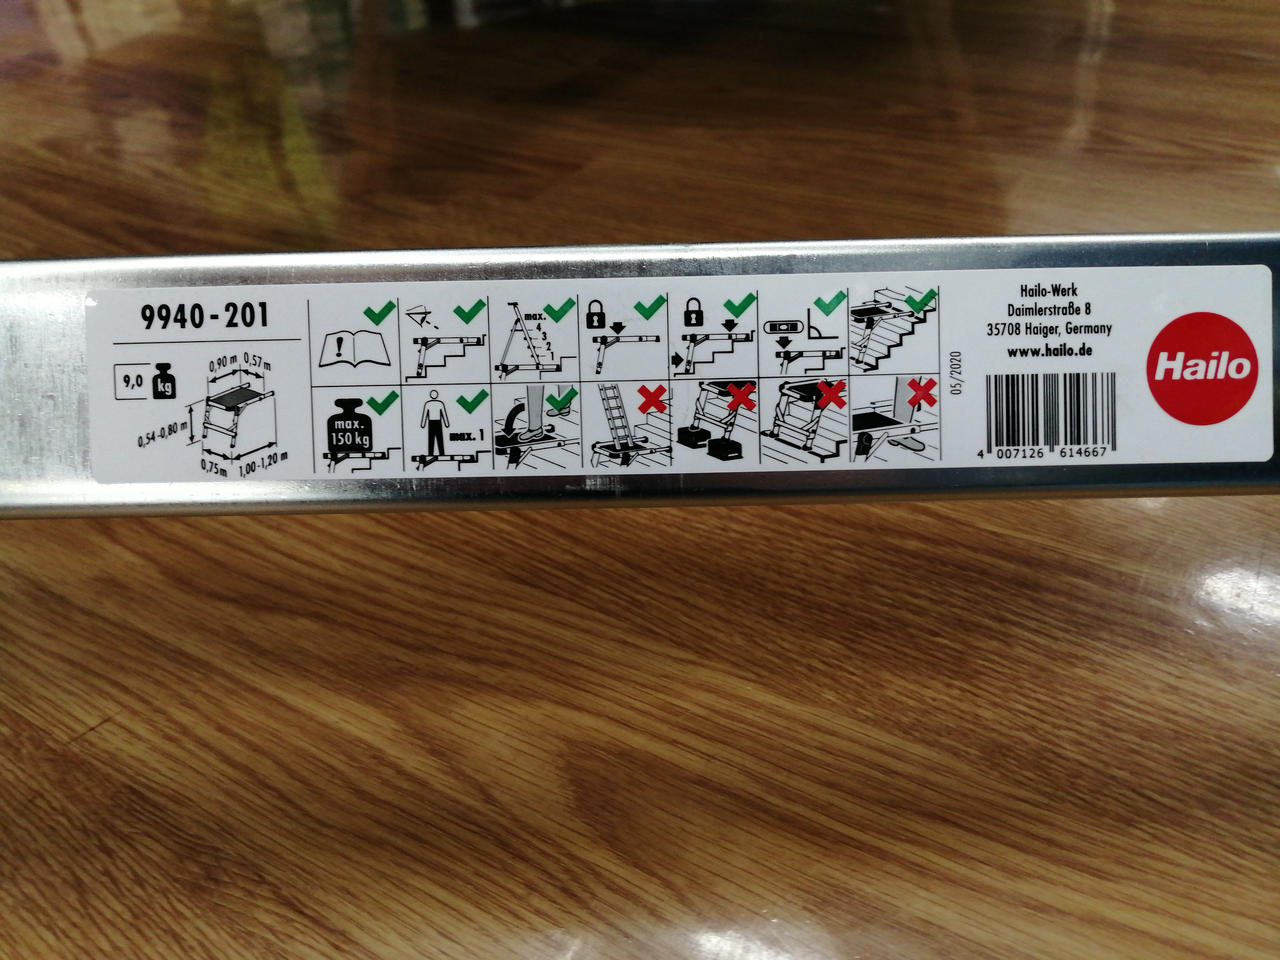 9940-201
9,0 kg
0,90 m 0,57 m
0,54-0,80 m
0,75m 1,00-1,20 m
!
max.
4
3
2
1
max.
150 kg
max. 1
05/2020
Hailo-Werk
Daimlerstraße 8
35708 Haiger, Germany
www.hailo.de
4 007126 614667
Hailo